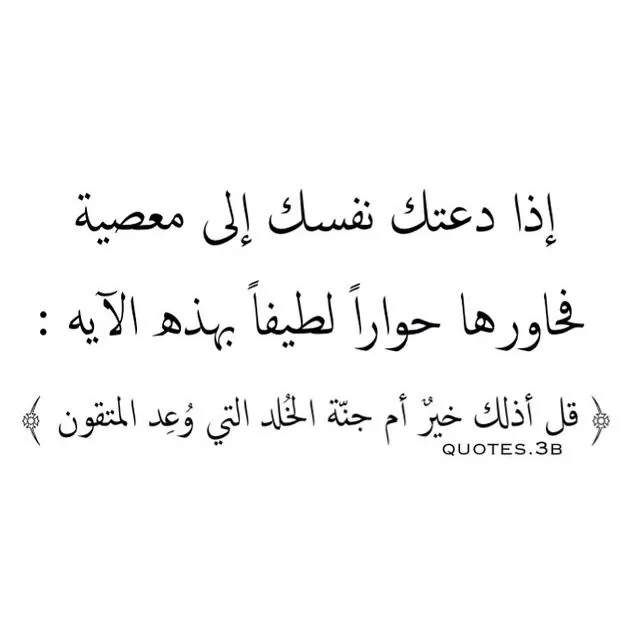 إذا دعتك نفسك إلى معصية
فحاورها حواراً لطيفاً بهذه الآيه :
﴿ قل أذلك خيرٌ أم جنّة الخُلد التي وُعِد المتقون ﴾
QUOTES.3B